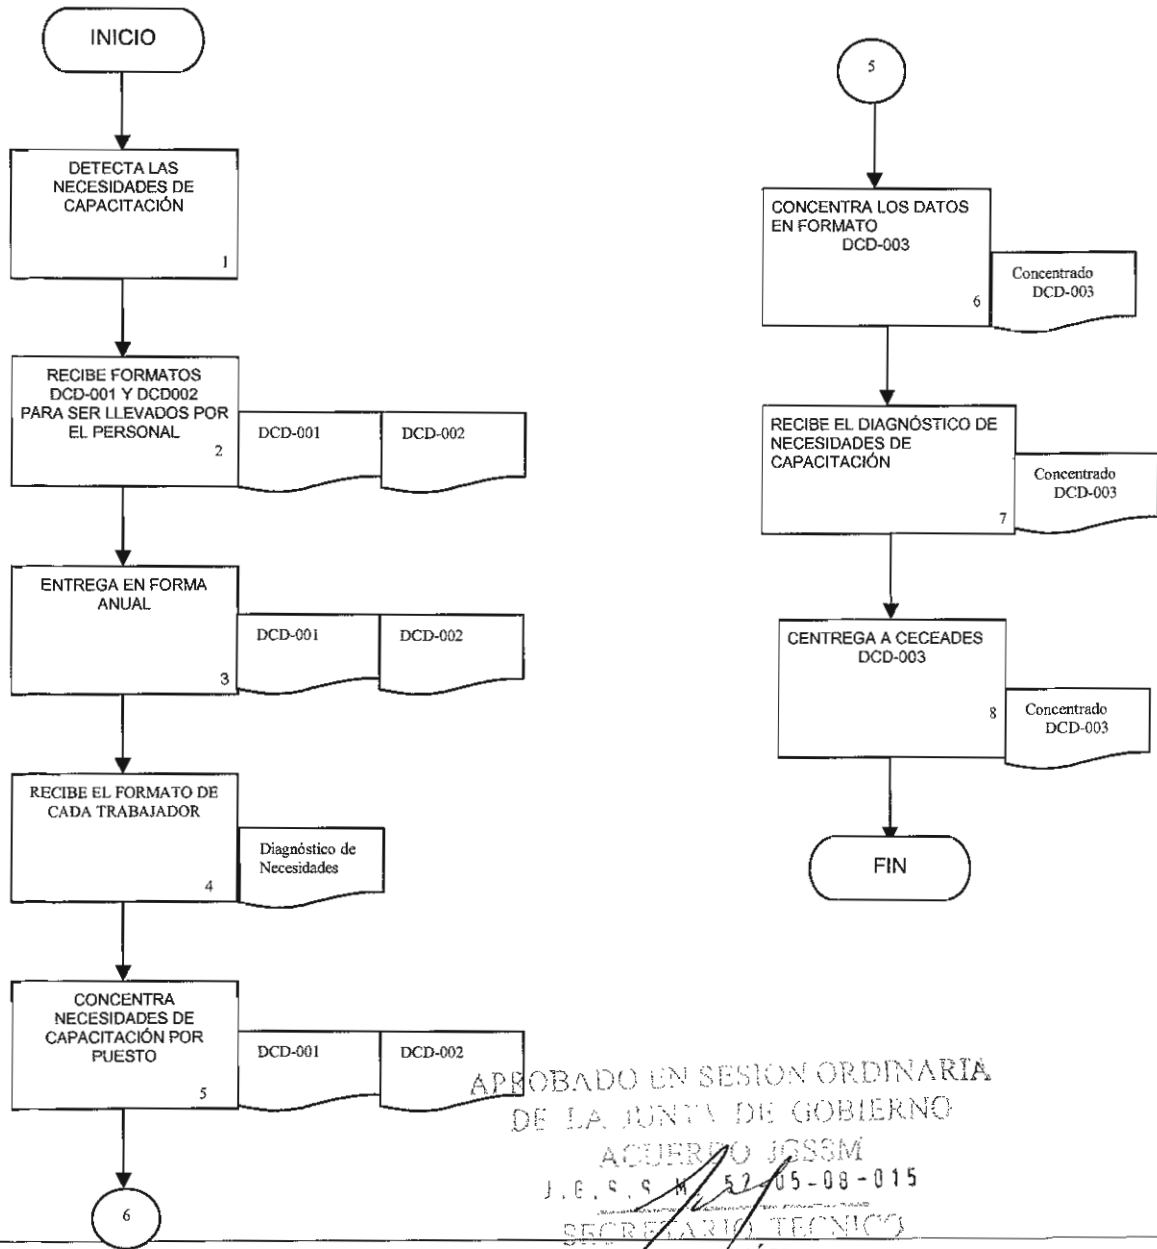 INICIO
DETECTA LAS
NECESIDADES DE
CAPACITACIÓN
1
RECIBE FORMATOS
DCD-001 Y DCD002
PARA SER LLEVADOS POR
EL PERSONAL
2
DCD-001
DCD-002
ENTREGA EN FORMA
ANUAL
3
DCD-001
DCD-002
RECIBE EL FORMATO DE
CADA TRABAJADOR
4
Diagnóstico de
Necesidades
CONCENTRA
NECESIDADES DE
CAPACITACIÓN POR
PUESTO
5
DCD-001
DCD-002
6
5
CONCENTRA LOS DATOS
EN FORMATO
DCD-003
6
Concentrado
DCD-003
RECIBE EL DIAGNÓSTICO DE
NECESIDADES DE
CAPACITACIÓN
7
Concentrado
DCD-003
CENTREGA A CECEADES
DCD-003
8
Concentrado
DCD-003
FIN
APROBADO EN SESION ORDINARIA
DE LA JUNTA DE GOBIERNO
ACUERDO JGSSM
J.G.S.S.M. 05-08-015
SECRETARIO TECNICO